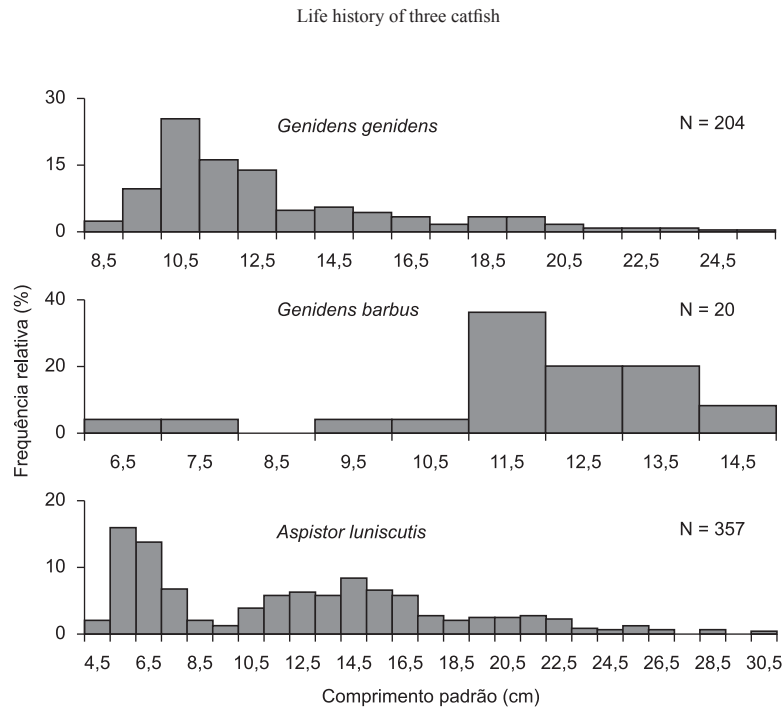 Life history of three catfish
30
15
0
Genidens genidens
N = 204
8,5 10,5 12,5 14,5 16,5 18,5 20,5 22,5 24,5
Frequência relativa (%)
40
20
0
Genidens barbus
N = 20
6,5 7,5 8,5 9,5 10,5 11,5 12,5 13,5 14,5
20
10
0
Aspistor luniscutis
N = 357
4,5 6,5 8,5 10,5 12,5 14,5 16,5 18,5 20,5 22,5 24,5 26,5 28,5 30,5
Comprimento padrão (cm)